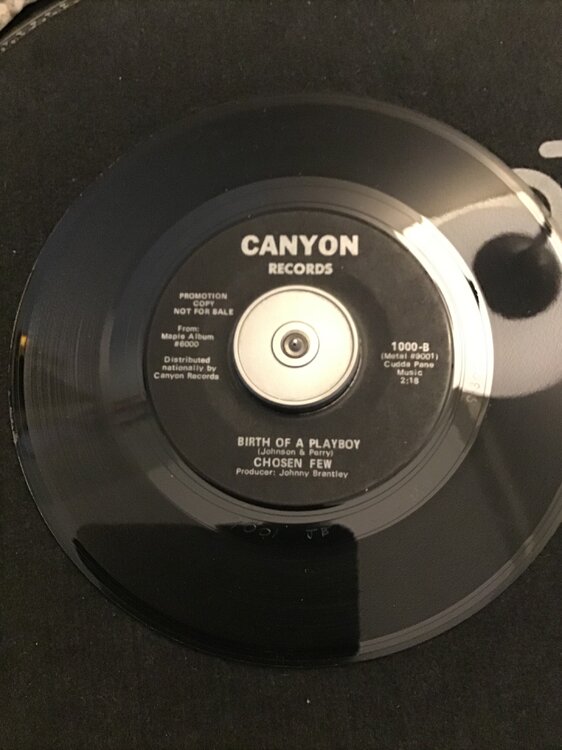 CANYON
RECORDS
PROMOTION
COPY
NOT FOR SALE
From:
Maple Album
#6000
Distributed
nationally by
Canyon Records
1000-B
(Metal #9001)
Cudda Pane
Music
2:18
BIRTH OF A PLAYBOY
(Johnson & Perry)
CHOSEN FEW
Producer: Johnny Brantley